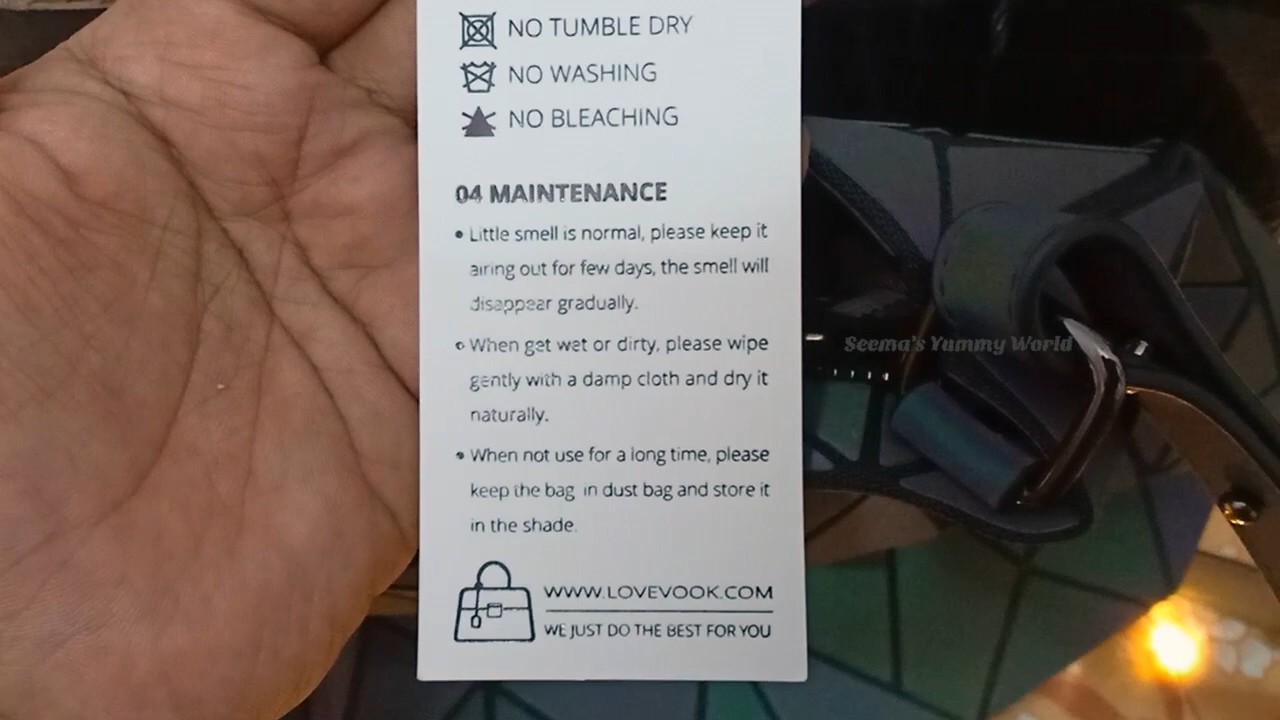 NO TUMBLE DRY
NO WASHING
NO BLEACHING
04 MAINTENANCE
• Little smell is normal, please keep it
airing out for few days, the smell will
disappear gradually.
• When get wet or dirty, please wipe
gently with a damp cloth and dry it
naturally.
• When not use for a long time, please
keep the bag in dust bag and store it
in the shade.
WWW.LOVEVOOK.COM
WE JUST DO THE BEST FOR YOU
Seema's Yummy World